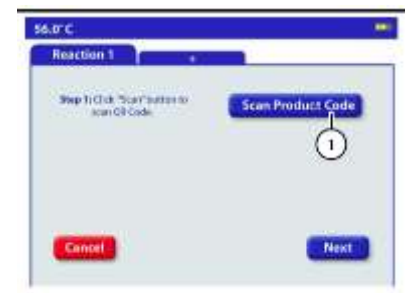 56.0°C
Reaction 1
+
Step 1: Click "Scan" button to
scan QR Code.
Scan Product Code
1
Cancel
Next